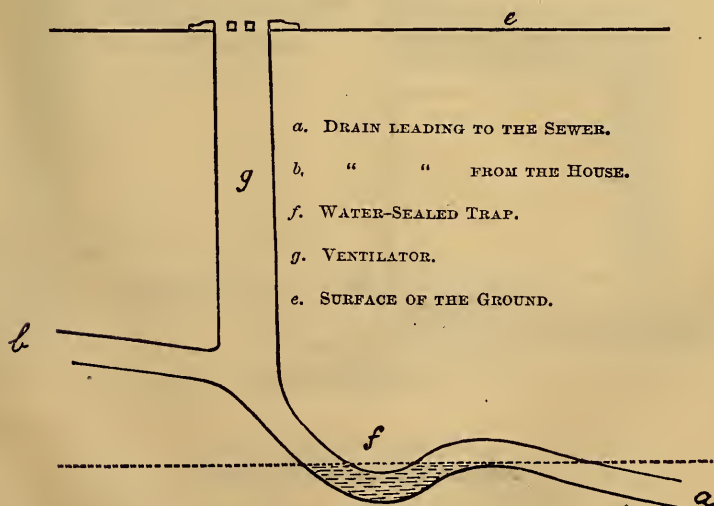 e
a. DRAIN LEADING TO THE SEWER.
b, “ “ FROM THE HOUSE.
g
f. WATER-SEALED TRAP.
g. VENTILATOR.
e. SURFACE OF THE GROUND.
b
f
a